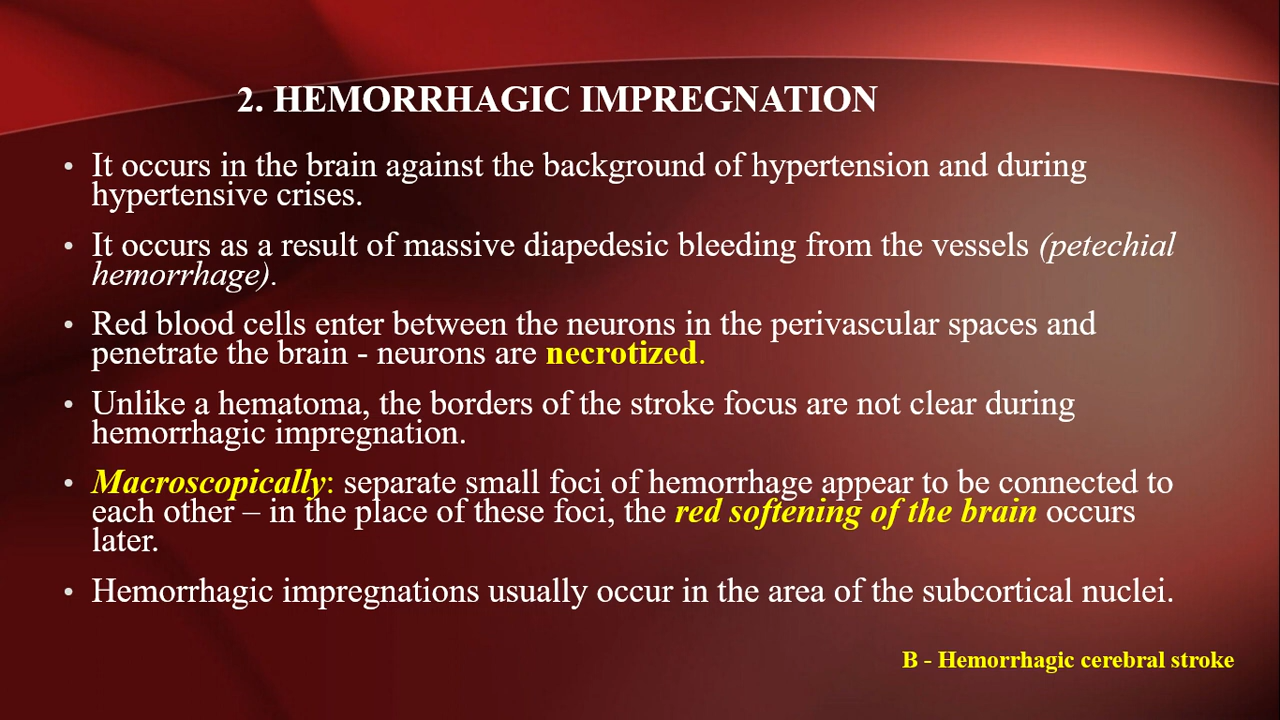 2. HEMORRHAGIC IMPREGNATION
• It occurs in the brain against the background of hypertension and during
hypertensive crises.
• It occurs as a result of massive diapedesic bleeding from the vessels (petechial
hemorrhage).
• Red blood cells enter between the neurons in the perivascular spaces and
penetrate the brain - neurons are necrotized.
• Unlike a hematoma, the borders of the stroke focus are not clear during
hemorrhagic impregnation.
• Macroscopically: separate small foci of hemorrhage appear to be connected to
each other – in the place of these foci, the red softening of the brain occurs
later.
• Hemorrhagic impregnations usually occur in the area of the subcortical nuclei.
B - Hemorrhagic cerebral stroke